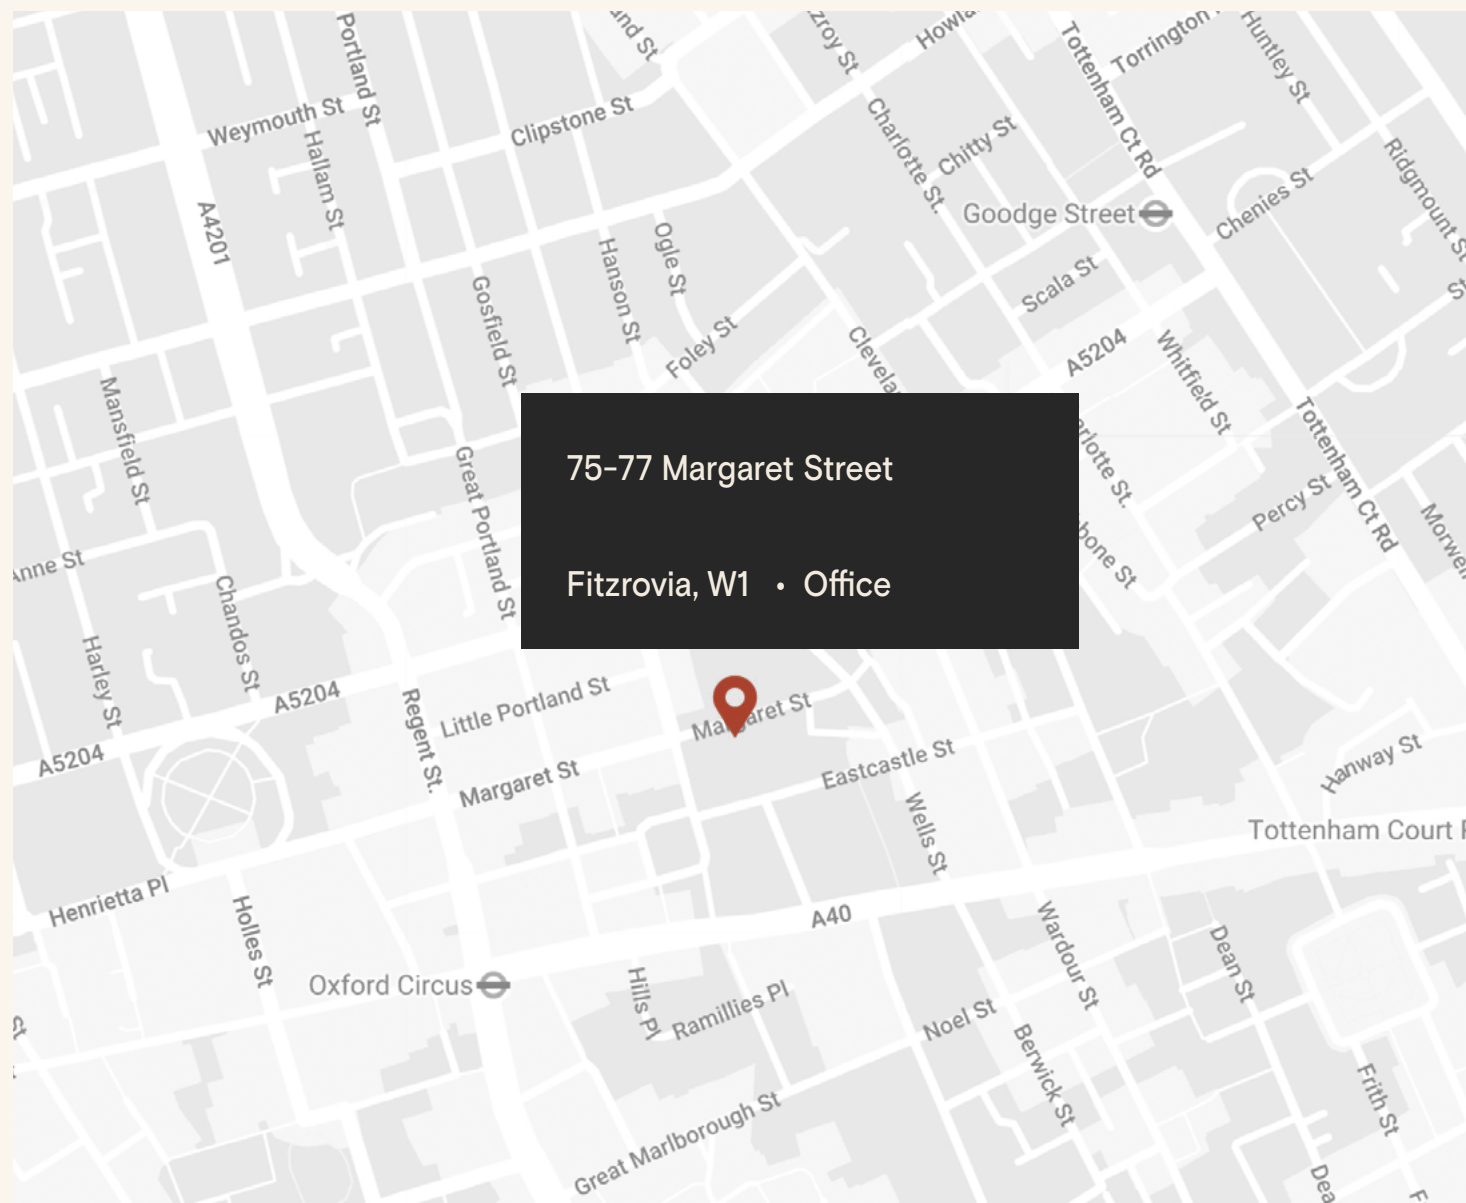 Portland St
Howla
Tottenham Ct Rd
Torrington
Huntley St
Weymouth St
Clipstone St
Hallam St
Charlotte St.
Chitty St
Ridgmount St
A4201
Goodge Street
Chenies St
Ogle St
Hanson St
Gosfield St
Scala St
Foley St
A5204
Whitfield St
Mansfield St
Tottenham Ct Rd
75-77 Margaret Street
Great Portland St
Percy St
Fitzrovia, W1 • Office
Anne St
Chandos St
Harley St
A5204
Regent St.
Little Portland St
Margaret St
A5204
Margaret St
Eastcastle St
Hanway St
Wells St
Tottenham Court
Henrietta Pl
Holles St
A40
Wardour St
Dean St
Oxford Circus
Hills Pl
Ramillies Pl
Noel St
Berwick St
Frith St
Great Marlborough St